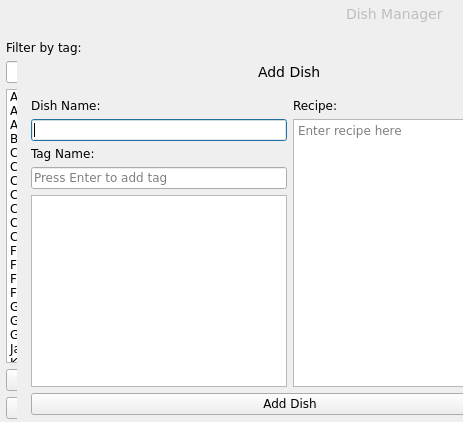 Dish Manager
Filter by tag:
Add Dish
Dish Name:
Recipe:
Enter recipe here
Tag Name:
Press Enter to add tag
A
A
A
B
C
C
C
C
C
C
C
F
F
F
F
G
G
G
Ja
K
Add Dish